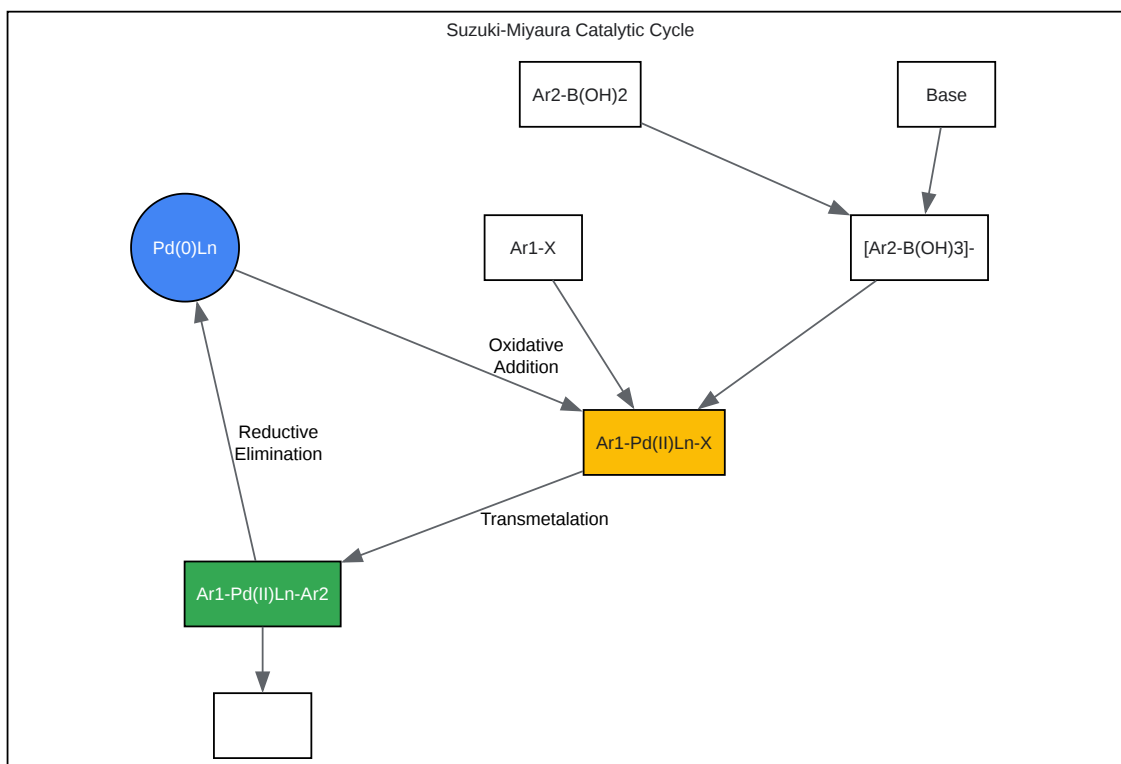 Suzuki-Miyaura Catalytic Cycle
Ar2-B(OH)2
Base
Pd(0)Ln
Ar1-X
[Ar2-B(OH)3]-
Oxidative
Addition
Reductive
Elimination
Ar1-Pd(II)Ln-X
Transmetalation
Ar1-Pd(II)Ln-Ar2